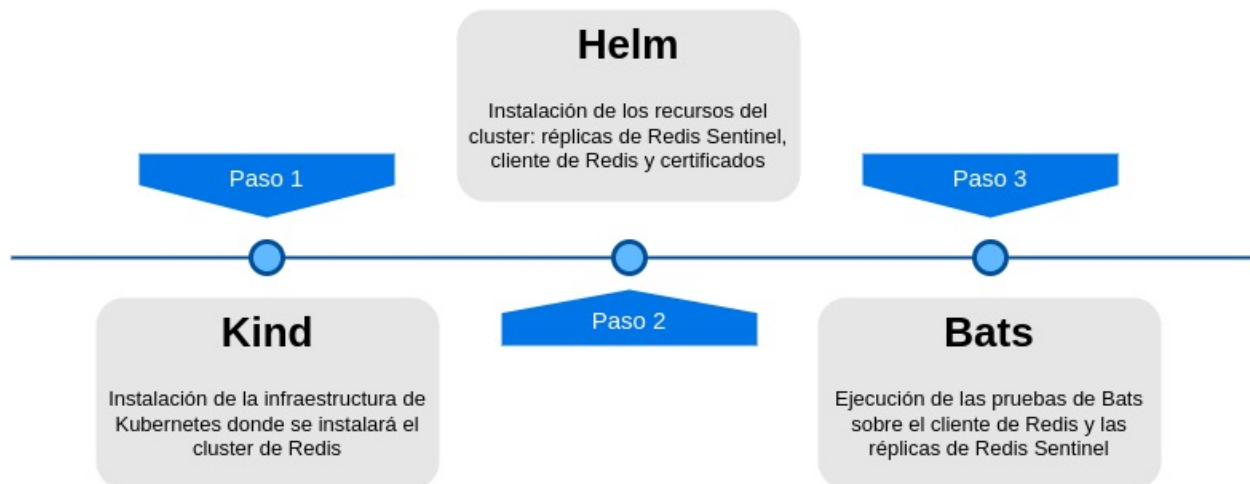 Helm
Instalación de los recursos del
cluster: réplicas de Redis Sentinel,
cliente de Redis y certificados
Paso 1
Paso 3
Kind
Instalación de la infraestructura de
Kubernetes donde se instalará el
cluster de Redis
Paso 2
Bats
Ejecución de las pruebas de Bats
sobre el cliente de Redis y las
réplicas de Redis Sentinel